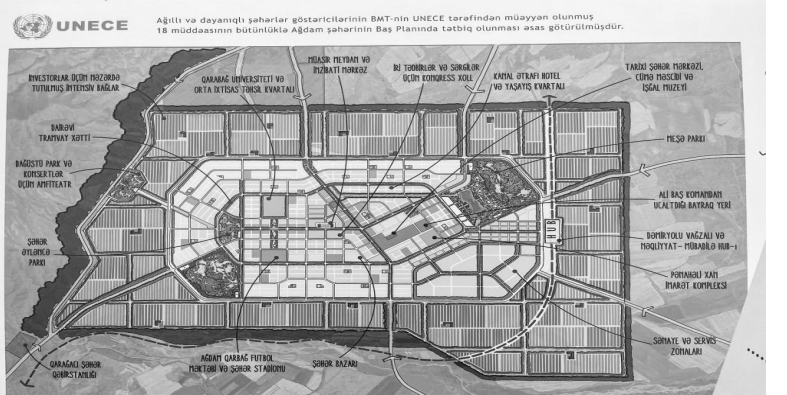 UNECE
Ağıllı və dayanıqlı şəhərlər göstəricilərinin BMT-nin UNECE tərəfindən müəyyən olunmuş
18 müddəasının bütünlüklə Ağdam şəhərinin Baş Planında tətbiq olunması əsas götürülmüşdür.
İNVESTORLAR ÜÇÜN NƏZƏRDƏ
TUTULMUŞ İNTENSİV BAĞLAR
QARABAĞ UNİVERSİTETİ VƏ
ORTA İXTİSAS TƏHSİL KVARTALI
MÜASİR MEYDAN VƏ
İNZİBATİ MƏRKƏZ
İRİ TƏDBİRLƏR VƏ SƏRGİLƏR
ÜÇÜN KONQRESS XOLL
KANAL ƏTRAFI HOTEL
VƏ YAŞAYIŞ KVARTALI
TARİXİ ŞƏHƏR MƏRKƏZİ,
CÜMƏ MƏSCİDİ VƏ
İŞĞAL MUZEYİ
DAİRƏVİ
TRAMVAY XƏTTİ
MEŞƏ PARKI
DAĞÜSTÜ PARK VƏ
KONSERTLƏR
ÜÇÜN AMFİTEATR
ALİ BAŞ KOMANDAN
UCALTDIĞI BAYRAQ YERİ
HUB
DƏMİRYOLU VAĞZALI VƏ
NƏQLİYYAT- MÜBADİLƏ HUB-I
ŞƏHƏR
ƏYLƏNCƏ
PARKI
PƏNAHƏLİ XAN
İMARƏT KOMPLEKSİ
SƏNAYE VƏ SERVİS
ZONALARI
QARAĞACI ŞƏHƏR
QƏBİRSTANLIĞI
AĞDAM QARBAĞ FUTBOL
MƏKTƏBİ VƏ ŞƏHƏR STADİONU
ŞƏHƏR BAZARI